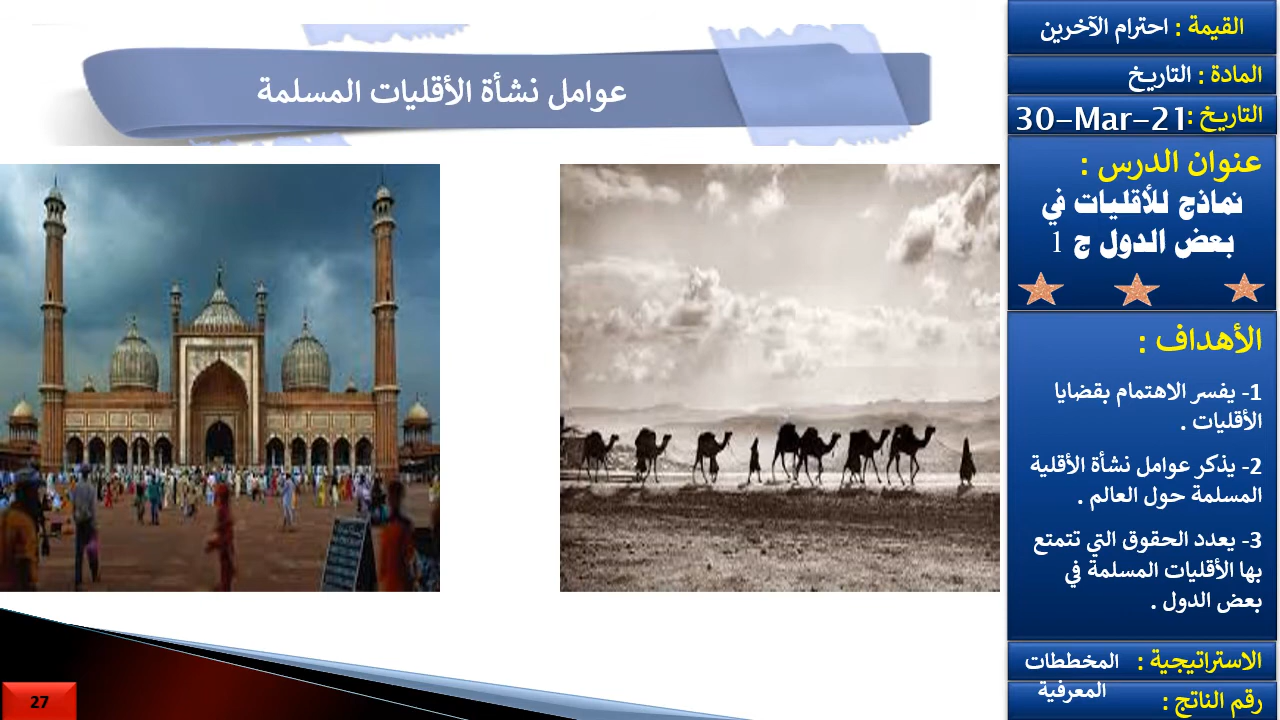 عوامل نشأة الأقليات المسلمة
القيمة : احترام الآخرين
المادة : التاريخ
التاريخ : 30-Mar-21
عنوان الدرس :
نماذج للأقليات في
بعض الدول ج 1
الأهداف :
1- يفسر الاهتمام بقضايا
الأقليات .
2- يذكر عوامل نشأة الأقلية
المسلمة حول العالم .
3- يعدد الحقوق التي تتمتع
بها الأقليات المسلمة في
بعض الدول .
الاستراتيجية : المخططات
المعرفية
رقم الناتج :
27